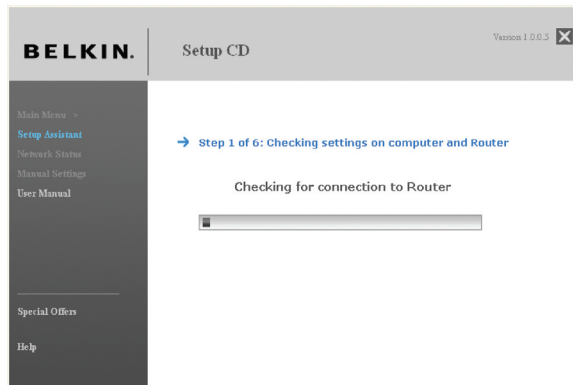 BELKIN.
Setup CD
Version 1.0.0.3
Main Menu >
Setup Assistant
Network Status
Manual Settings
User Manual
Special Offers
Help
Step 1 of 6: Checking settings on computer and Router
Checking for connection to Router